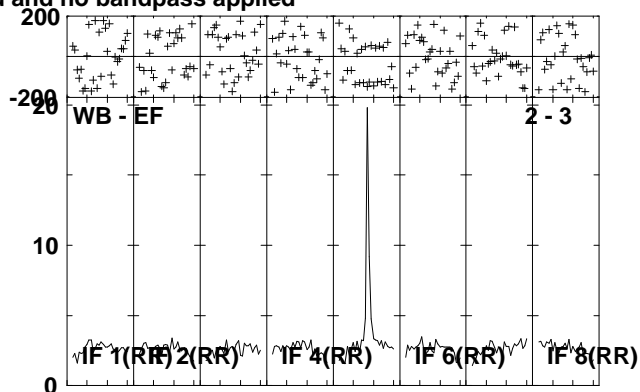 and no bandpass applied
200
-200
20
WB - EF 2 - 3
10
IF 1(RR) IF 2(RR) IF 4(RR) IF 6(RR) IF 8(RR)
0